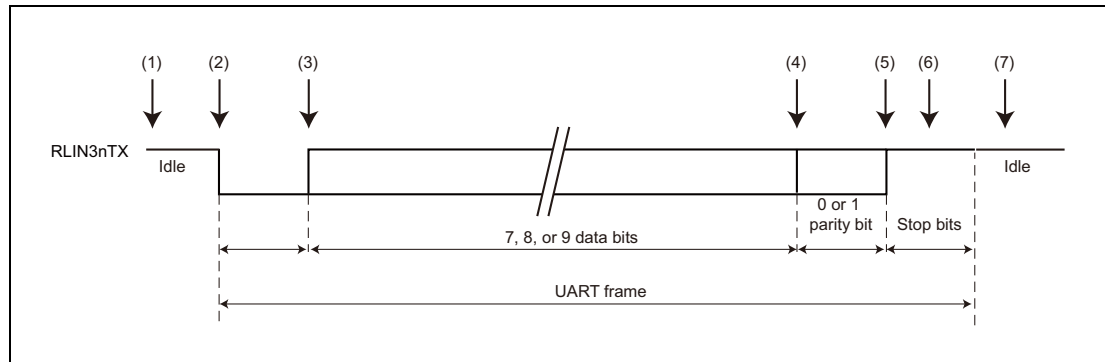 (1) (2) (3) (4) (5) (6) (7)
RLIN3nTX
Idle
Idle
7, 8, or 9 data bits
0 or 1
parity bit
Stop bits
UART frame